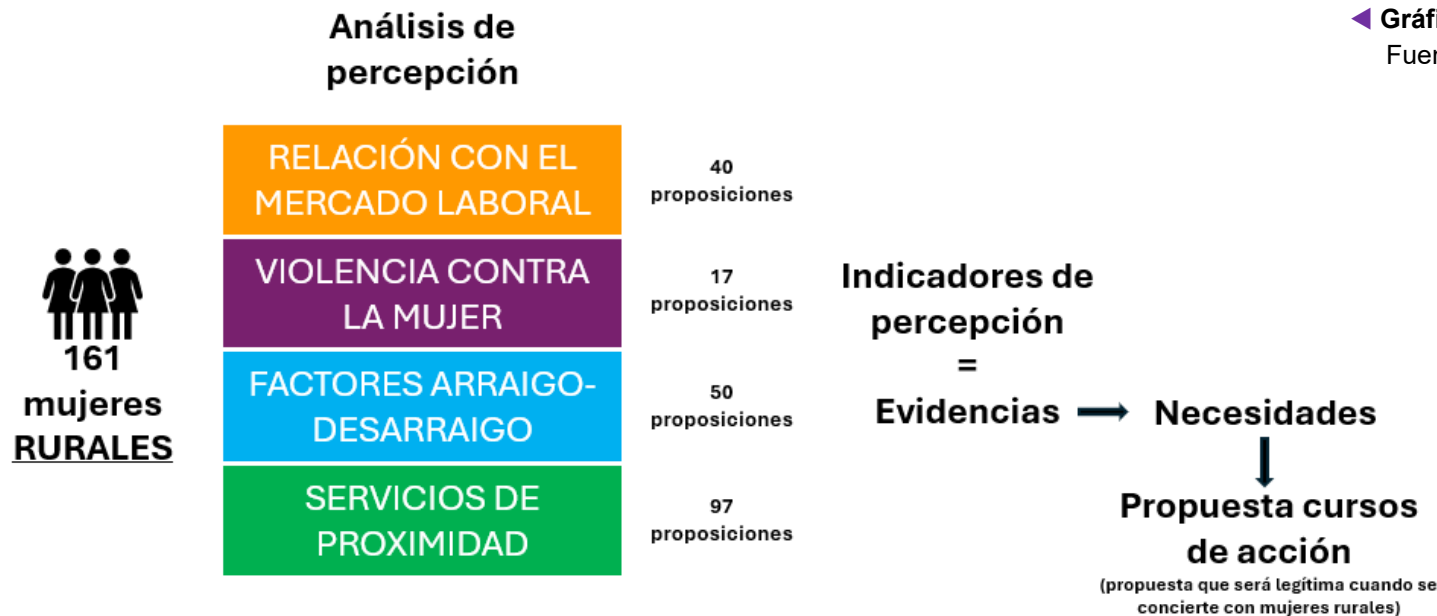 Análisis de
percepción
◀ Gráfi
Fuer
RELACIÓN CON EL
MERCADO LABORAL
40
proposiciones
VIOLENCIA CONTRA
LA MUJER
17
proposiciones
FACTORES ARRAIGO-
DESARRAIGO
50
proposiciones
SERVICIOS DE
PROXIMIDAD
97
proposiciones
161
mujeres
RURALES
Indicadores de
percepción
=
Evidencias
Necesidades
Propuesta cursos
de acción
(propuesta que será legítima cuando se
concierte con mujeres rurales)